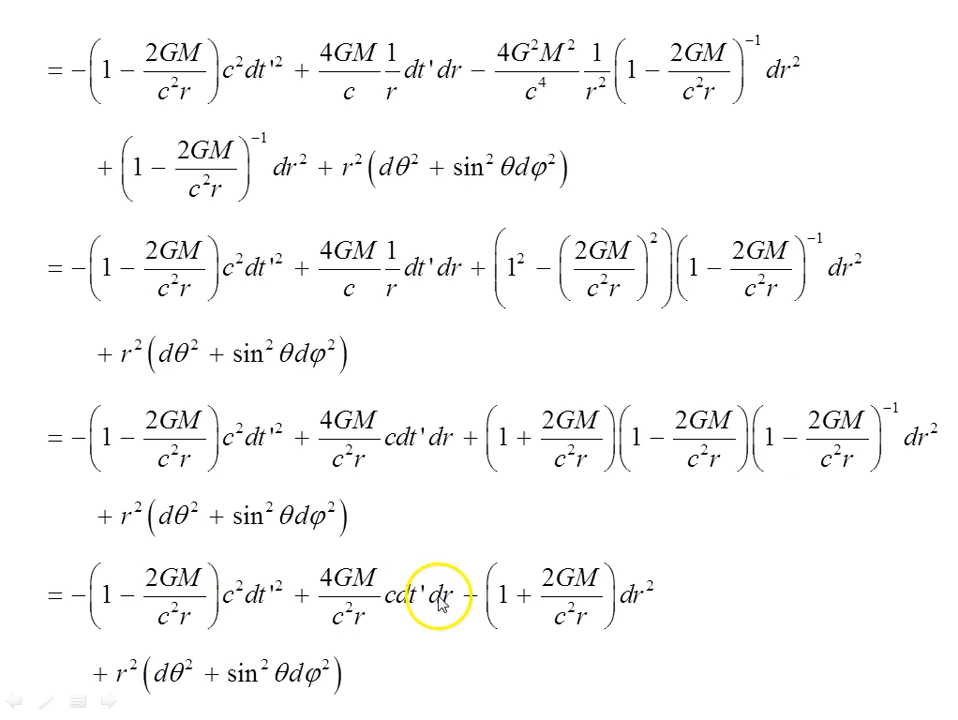 = −(1 − 2GM/c²r)c²dt'² + 4GM/c 1/r dt'dr − 4G²M²/c⁴ 1/r² (1 − 2GM/c²r)⁻¹ dr²
+ (1 − 2GM/c²r)⁻¹ dr² + r²(dθ² + sin²θdφ²)
= −(1 − 2GM/c²r)c²dt'² + 4GM/c 1/r dt'dr + (1² − (2GM/c²r)²)(1 − 2GM/c²r)⁻¹ dr²
+ r²(dθ² + sin²θdφ²)
= −(1 − 2GM/c²r)c²dt'² + 4GM/c²r cdt'dr + (1 + 2GM/c²r)(1 − 2GM/c²r)(1 − 2GM/c²r)⁻¹ dr²
+ r²(dθ² + sin²θdφ²)
= −(1 − 2GM/c²r)c²dt'² + 4GM/c²r cdt'dr + (1 + 2GM/c²r)dr²
+ r²(dθ² + sin²θdφ²)